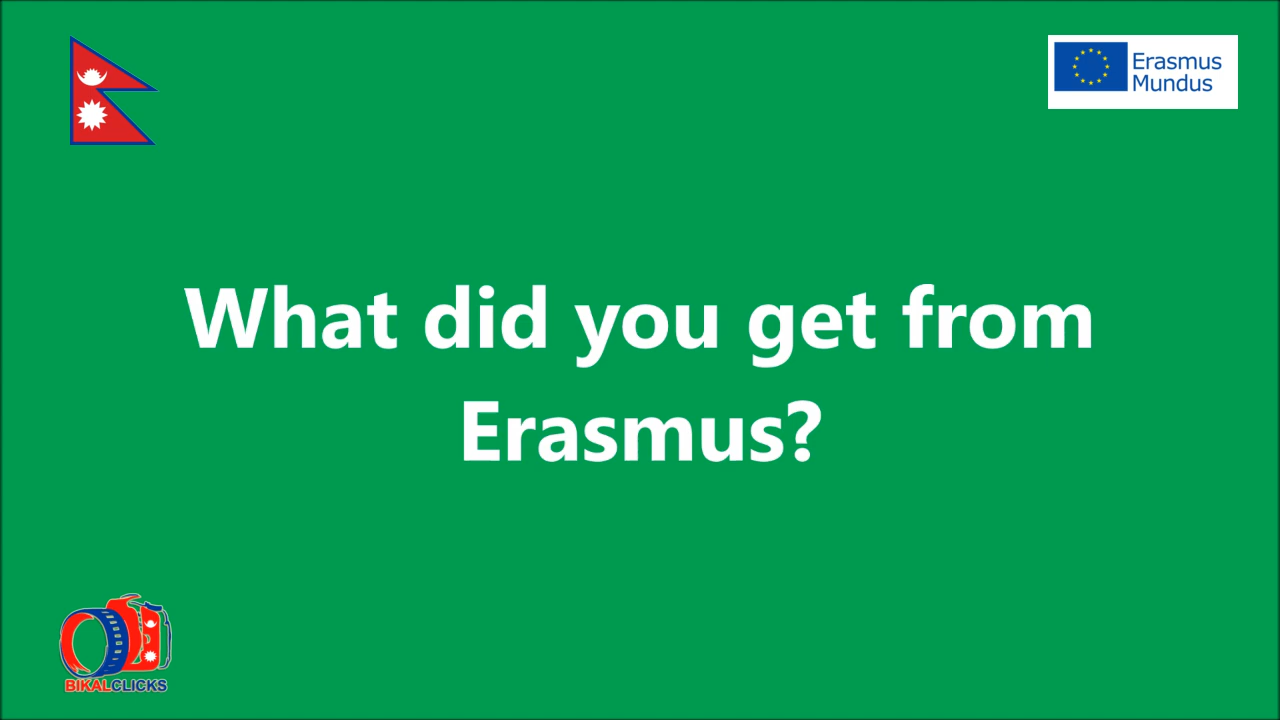 Erasmus
Mundus
What did you get from
Erasmus?
BIKALCLICKS